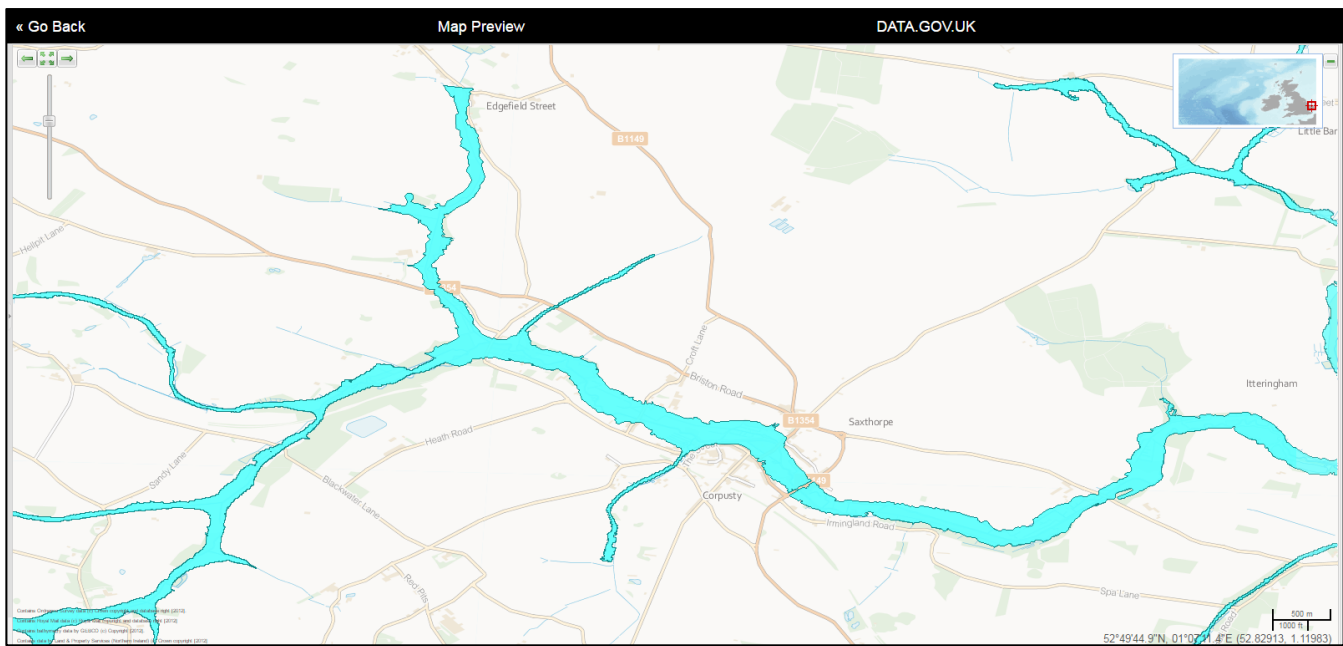 « Go Back
Map Preview
DATA.GOV.UK
Edgefield Street
B1149
Little Bar
Hellpit Lane
Croft Lane
Briston Road
Itteringham
B1354
Saxthorpe
Heath Road
Sandy Lane
Blackwater Lane
Corpusty
Irmingland Road
Red Pits
Spa Lane
Road
500 m
1000 ft
52°49'44.9"N, 01°07'11.4"E (52.82913, 1.11983)